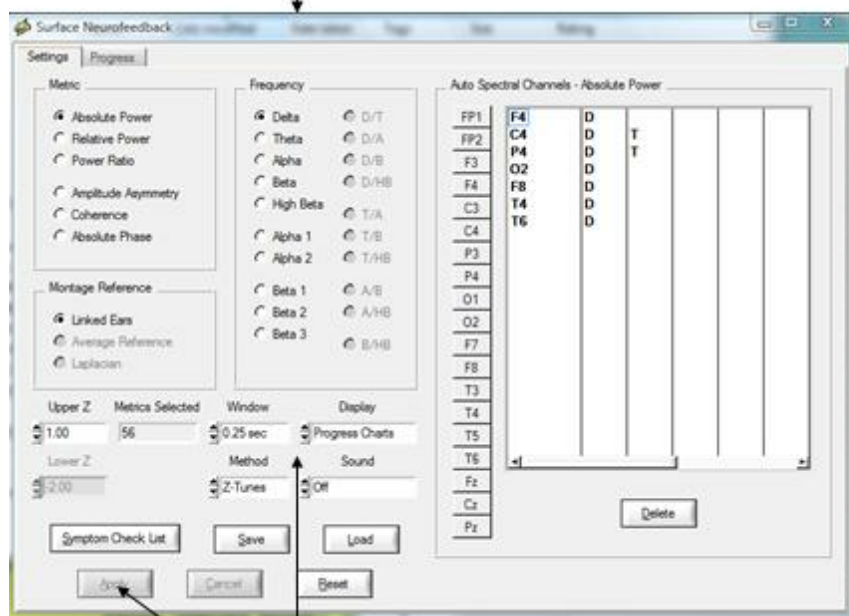 Surface Neurofeedback
Settings Progress
Metric
Absolute Power
Relative Power
Power Ratio
Amplitude Asymmetry
Coherence
Absolute Phase
Montage Reference
Linked Ears
Average Reference
Laplacian
Frequency
Delta D/T
Theta D/A
Alpha D/B
Beta D/HB
High Beta
T/A
Alpha 1 T/B
Alpha 2 T/HB
Beta 1 A/B
Beta 2 A/HB
Beta 3
B/HB
Auto Spectral Channels - Absolute Power
FP1
FP2
F3
F4
C3
C4
P3
P4
O1
O2
F7
F8
T3
T4
T5
T6
Fz
Cz
Pz
F4 D
C4 D T
P4 D T
O2 D
F8 D
T4 D
T6 D
Delete
Upper Z Metrics Selected Window Display
1.00 56 0.25 sec Progress Charts
Lower Z Method Sound
-2.00 Z-Tunes Off
Symptom Check List Save Load
Apply Cancel Reset